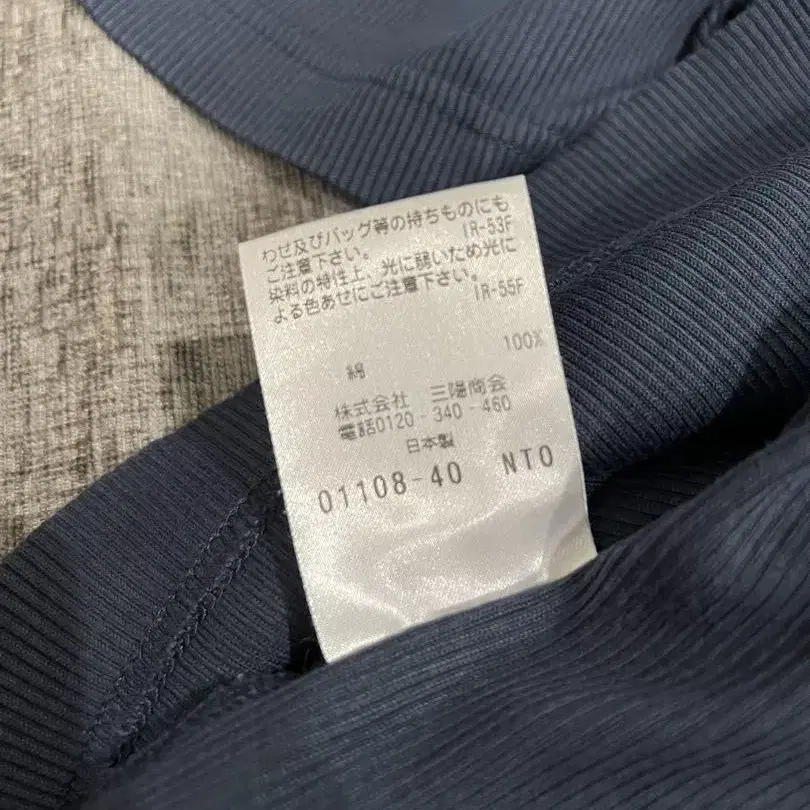 わせ及びバッグ等の持ちものにも
ご注意下さい。 IR-53F
染料の特性上、光に弱いため光に
よる色あせにご注意下さい。
IR-55F
100%
綿
株式会社 三陽商会
電話0120-340-460
日本製
01108-40 NTO